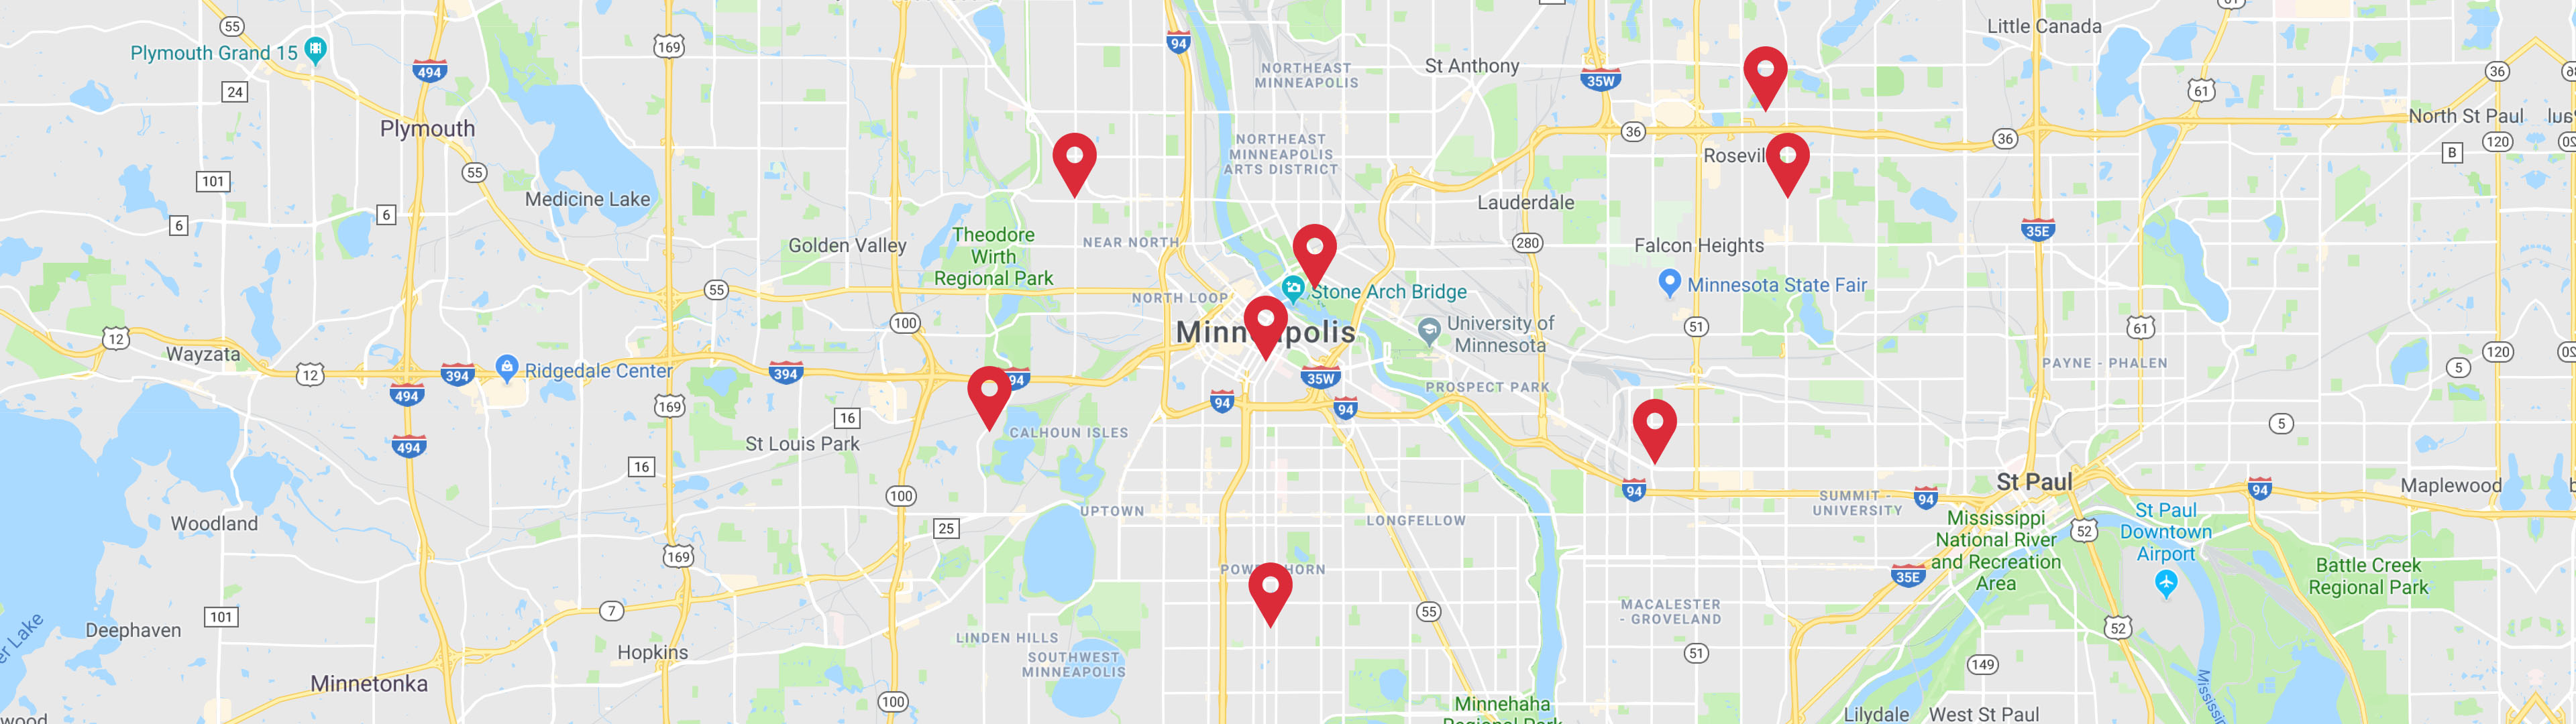 55
Plymouth Grand 15
494
24
Plymouth
55
101
6
6
Medicine Lake
169
Golden Valley
55
100
12
Wayzata
12
394
Ridgedale Center
494
169
394
16
494
St Louis Park
16
100
Woodland
25
169
7
101
Deephaven
Hopkins
Minnetonka
100
94
NORTHEAST
MINNEAPOLIS
St Anthony
35W
NORTHEAST
MINNEAPOLIS
ARTS DISTRICT
36
Lauderdale
NEAR NORTH
Theodore
Wirth
Regional Park
280
Falcon Heights
Minnesota State Fair
NORTH LOOP
Stone Arch Bridge
University of
Minnesota
51
94
35W
PROSPECT PARK
94
94
CALHOUN ISLES
UPTOWN
LONGFELLOW
94
LINDEN HILLS
SOUTHWEST
MINNEAPOLIS
55
MACALESTER
- GROVELAND
51
Minnehaha
Little Canada
61
36
36
North St Paul
120
B
35E
61
PAYNE - PHALEN
120
5
5
St Paul
94
SUMMIT -
UNIVERSITY
94
Maplewood
Mississippi
National River
and Recreation
Area
St Paul
Downtown
Airport
52
35E
Battle Creek
Regional Park
52
149
Lilydale
West St Paul